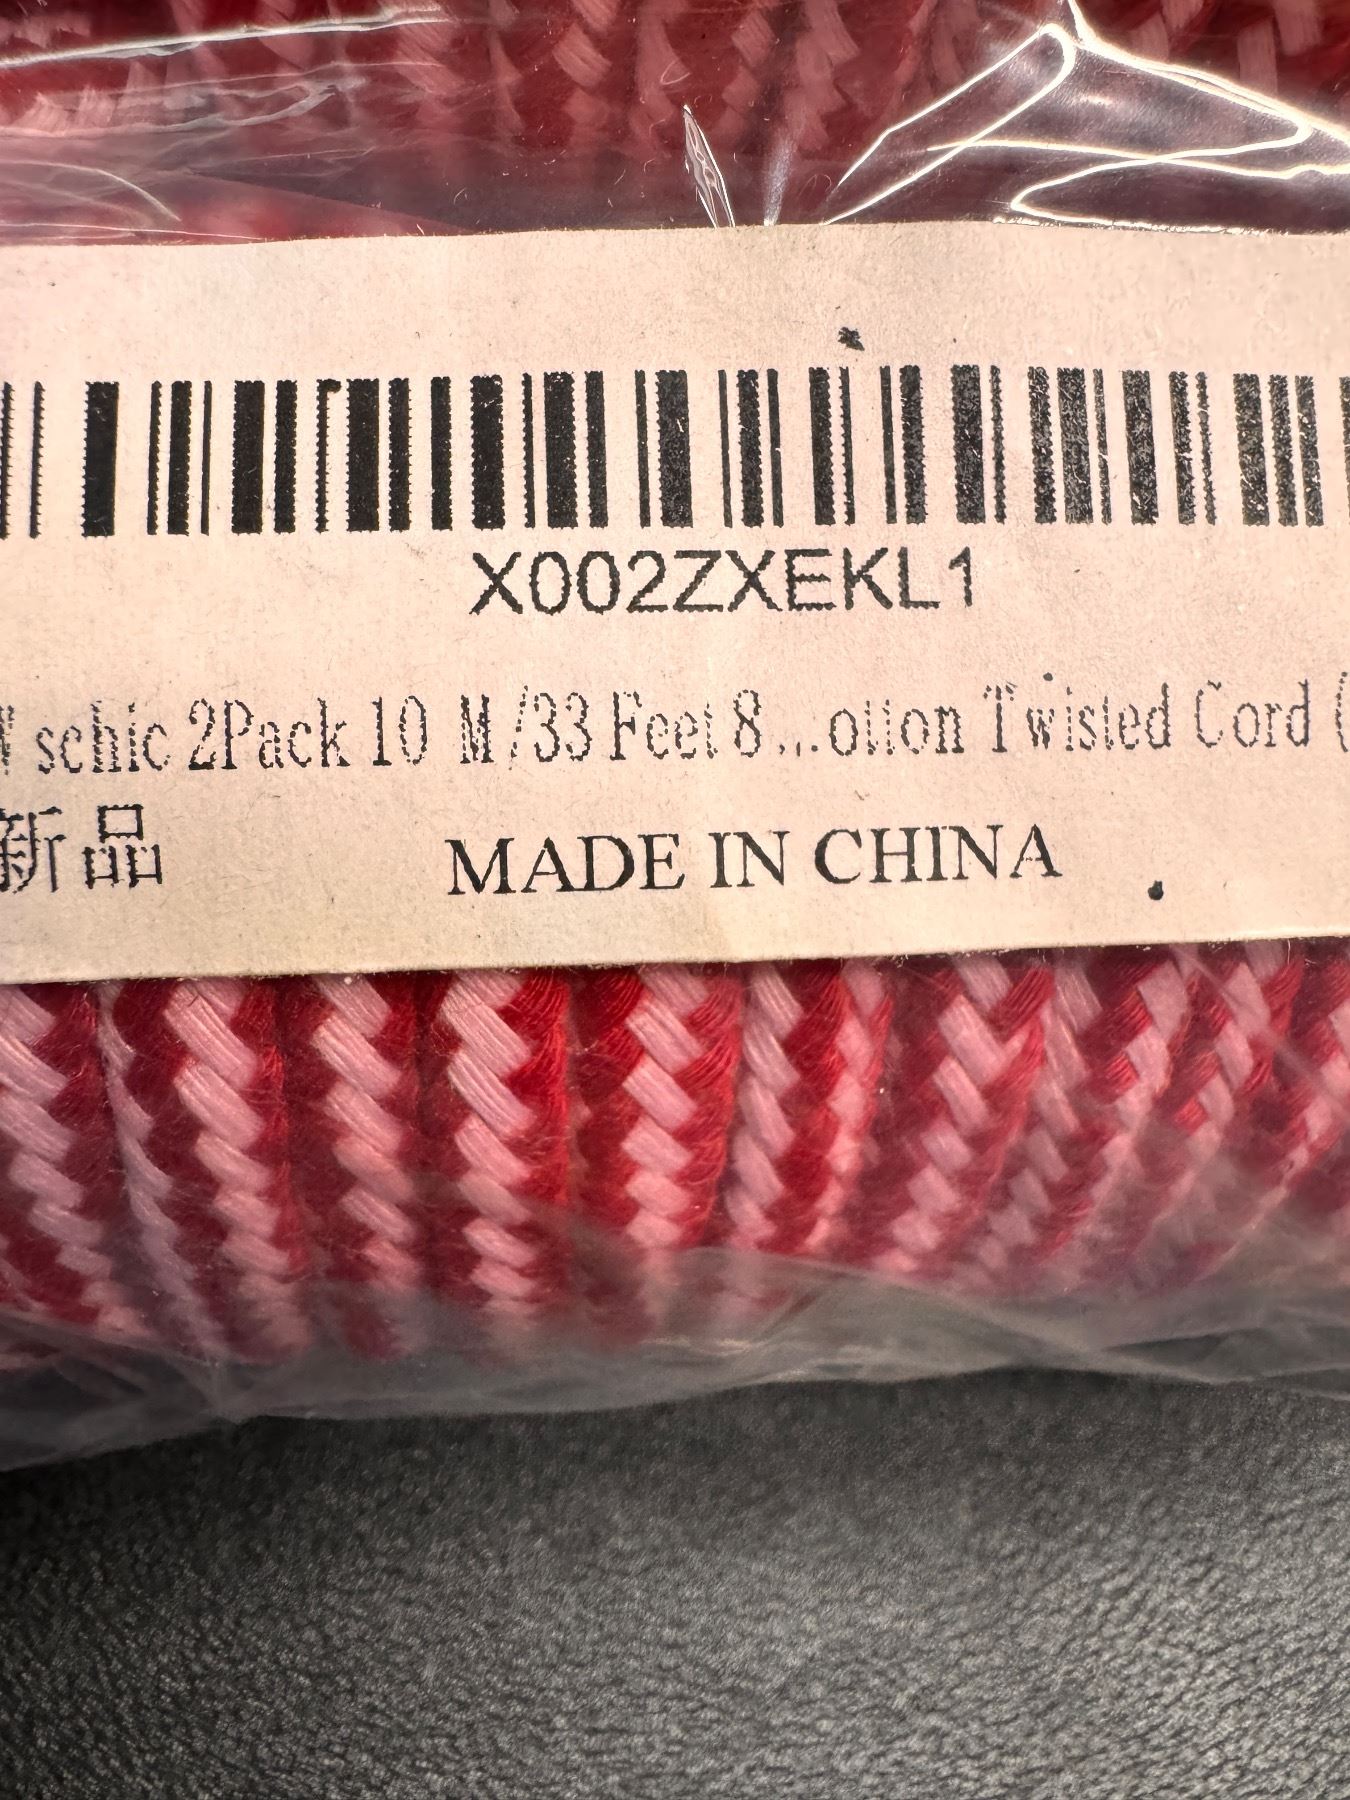 X002ZXEKL1
schic 2Pack 10 M/33 Feet 8...otton Twisted Cord (
新品
MADE IN CHINA